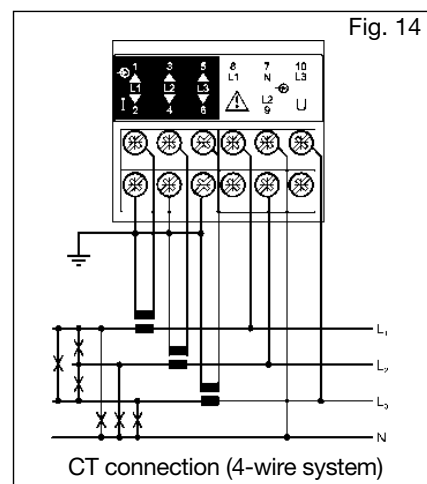 Fig. 14
1 3 5 8 7 10
L1 N L3
L1 L2 L3
L2
I 2 4 6 9 U
L1
L2
L3
N
CT connection (4-wire system)